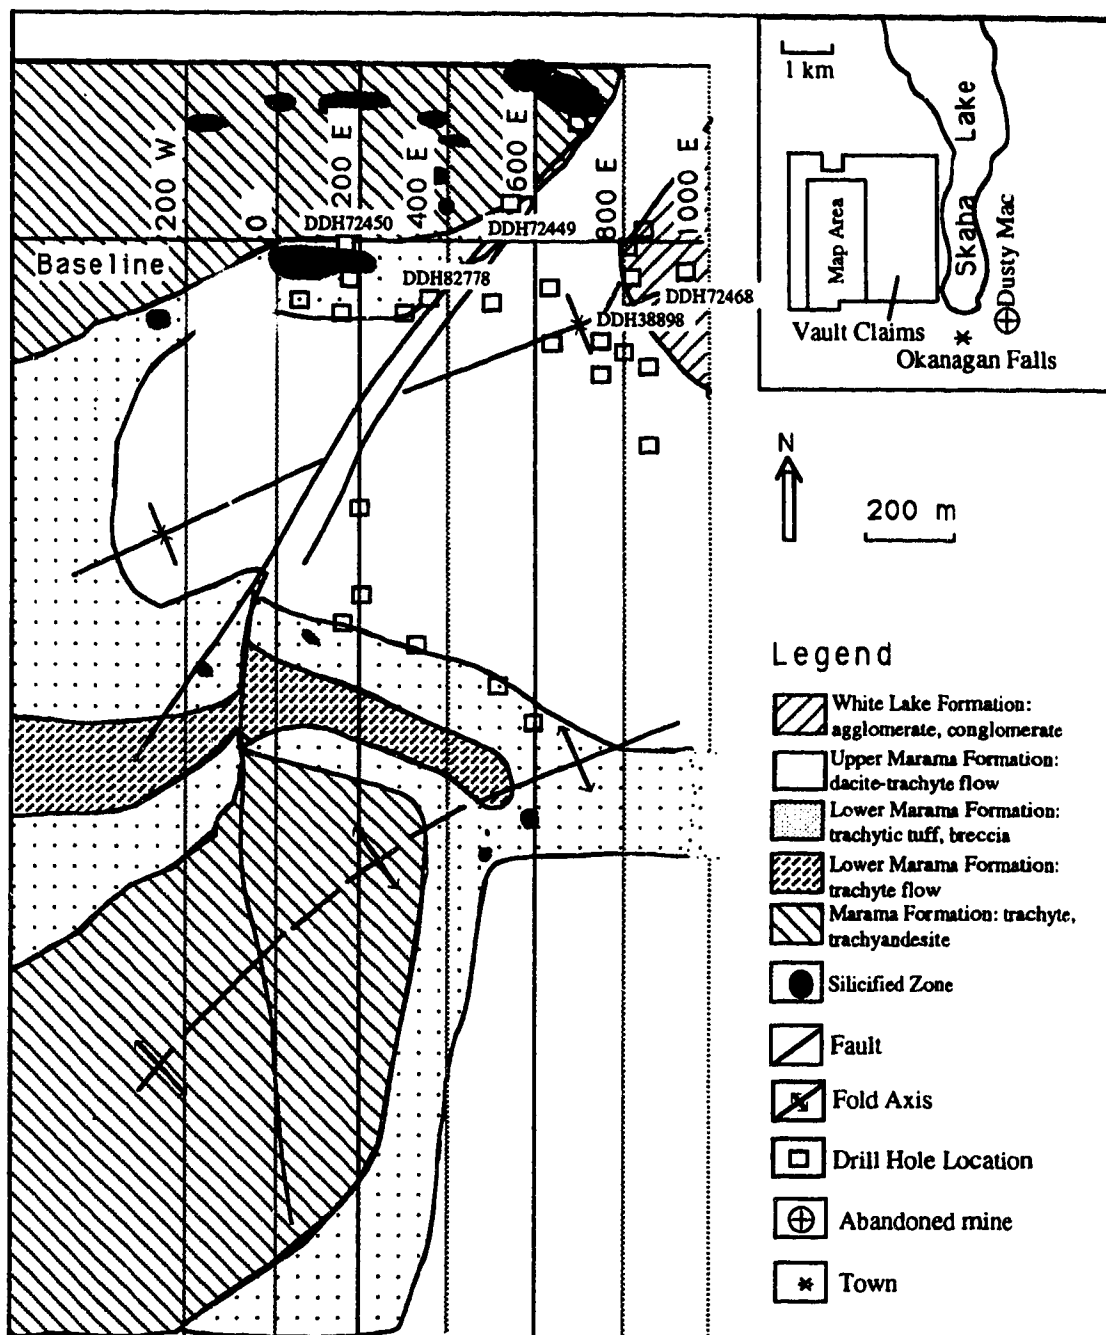 200 W
0
200 E
400 E
600 E
800 E
1000 E
DDH72450
DDH72449
Baseline
DDH82778
DDH72468
DDH38898
1 km
Skaha Lake
Map Area
Dusty Mac
Vault Claims
Okanagan Falls
N
200 m
Legend
White Lake Formation:
agglomerate, conglomerate
Upper Marama Formation:
dacite-trachyte flow
Lower Marama Formation:
trachytic tuff, breccia
Lower Marama Formation:
trachyte flow
Marama Formation: trachyte,
trachyandesite
Silicified Zone
Fault
Fold Axis
Drill Hole Location
Abandoned mine
Town